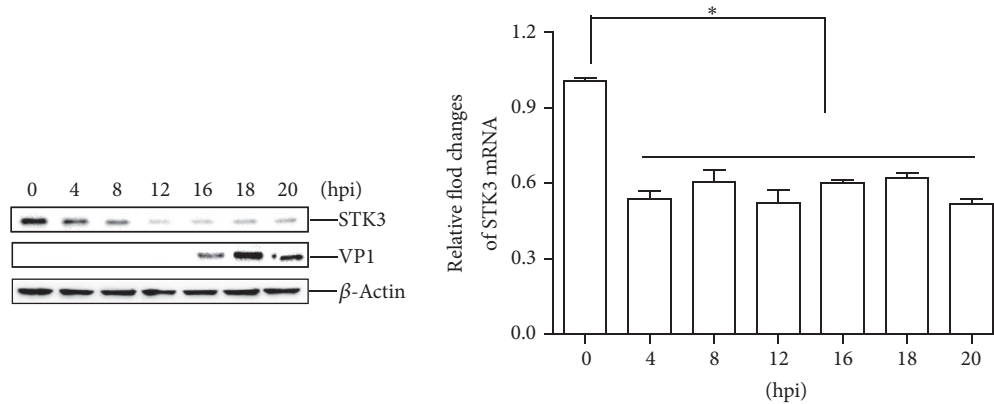 0 4 8 12 16 18 20 (hpi)
STK3
VP1
β-Actin
*
Relative flod changes
of STK3 mRNA
1.2
0.9
0.6
0.3
0.0
0 4 8 12 16 18 20
(hpi)